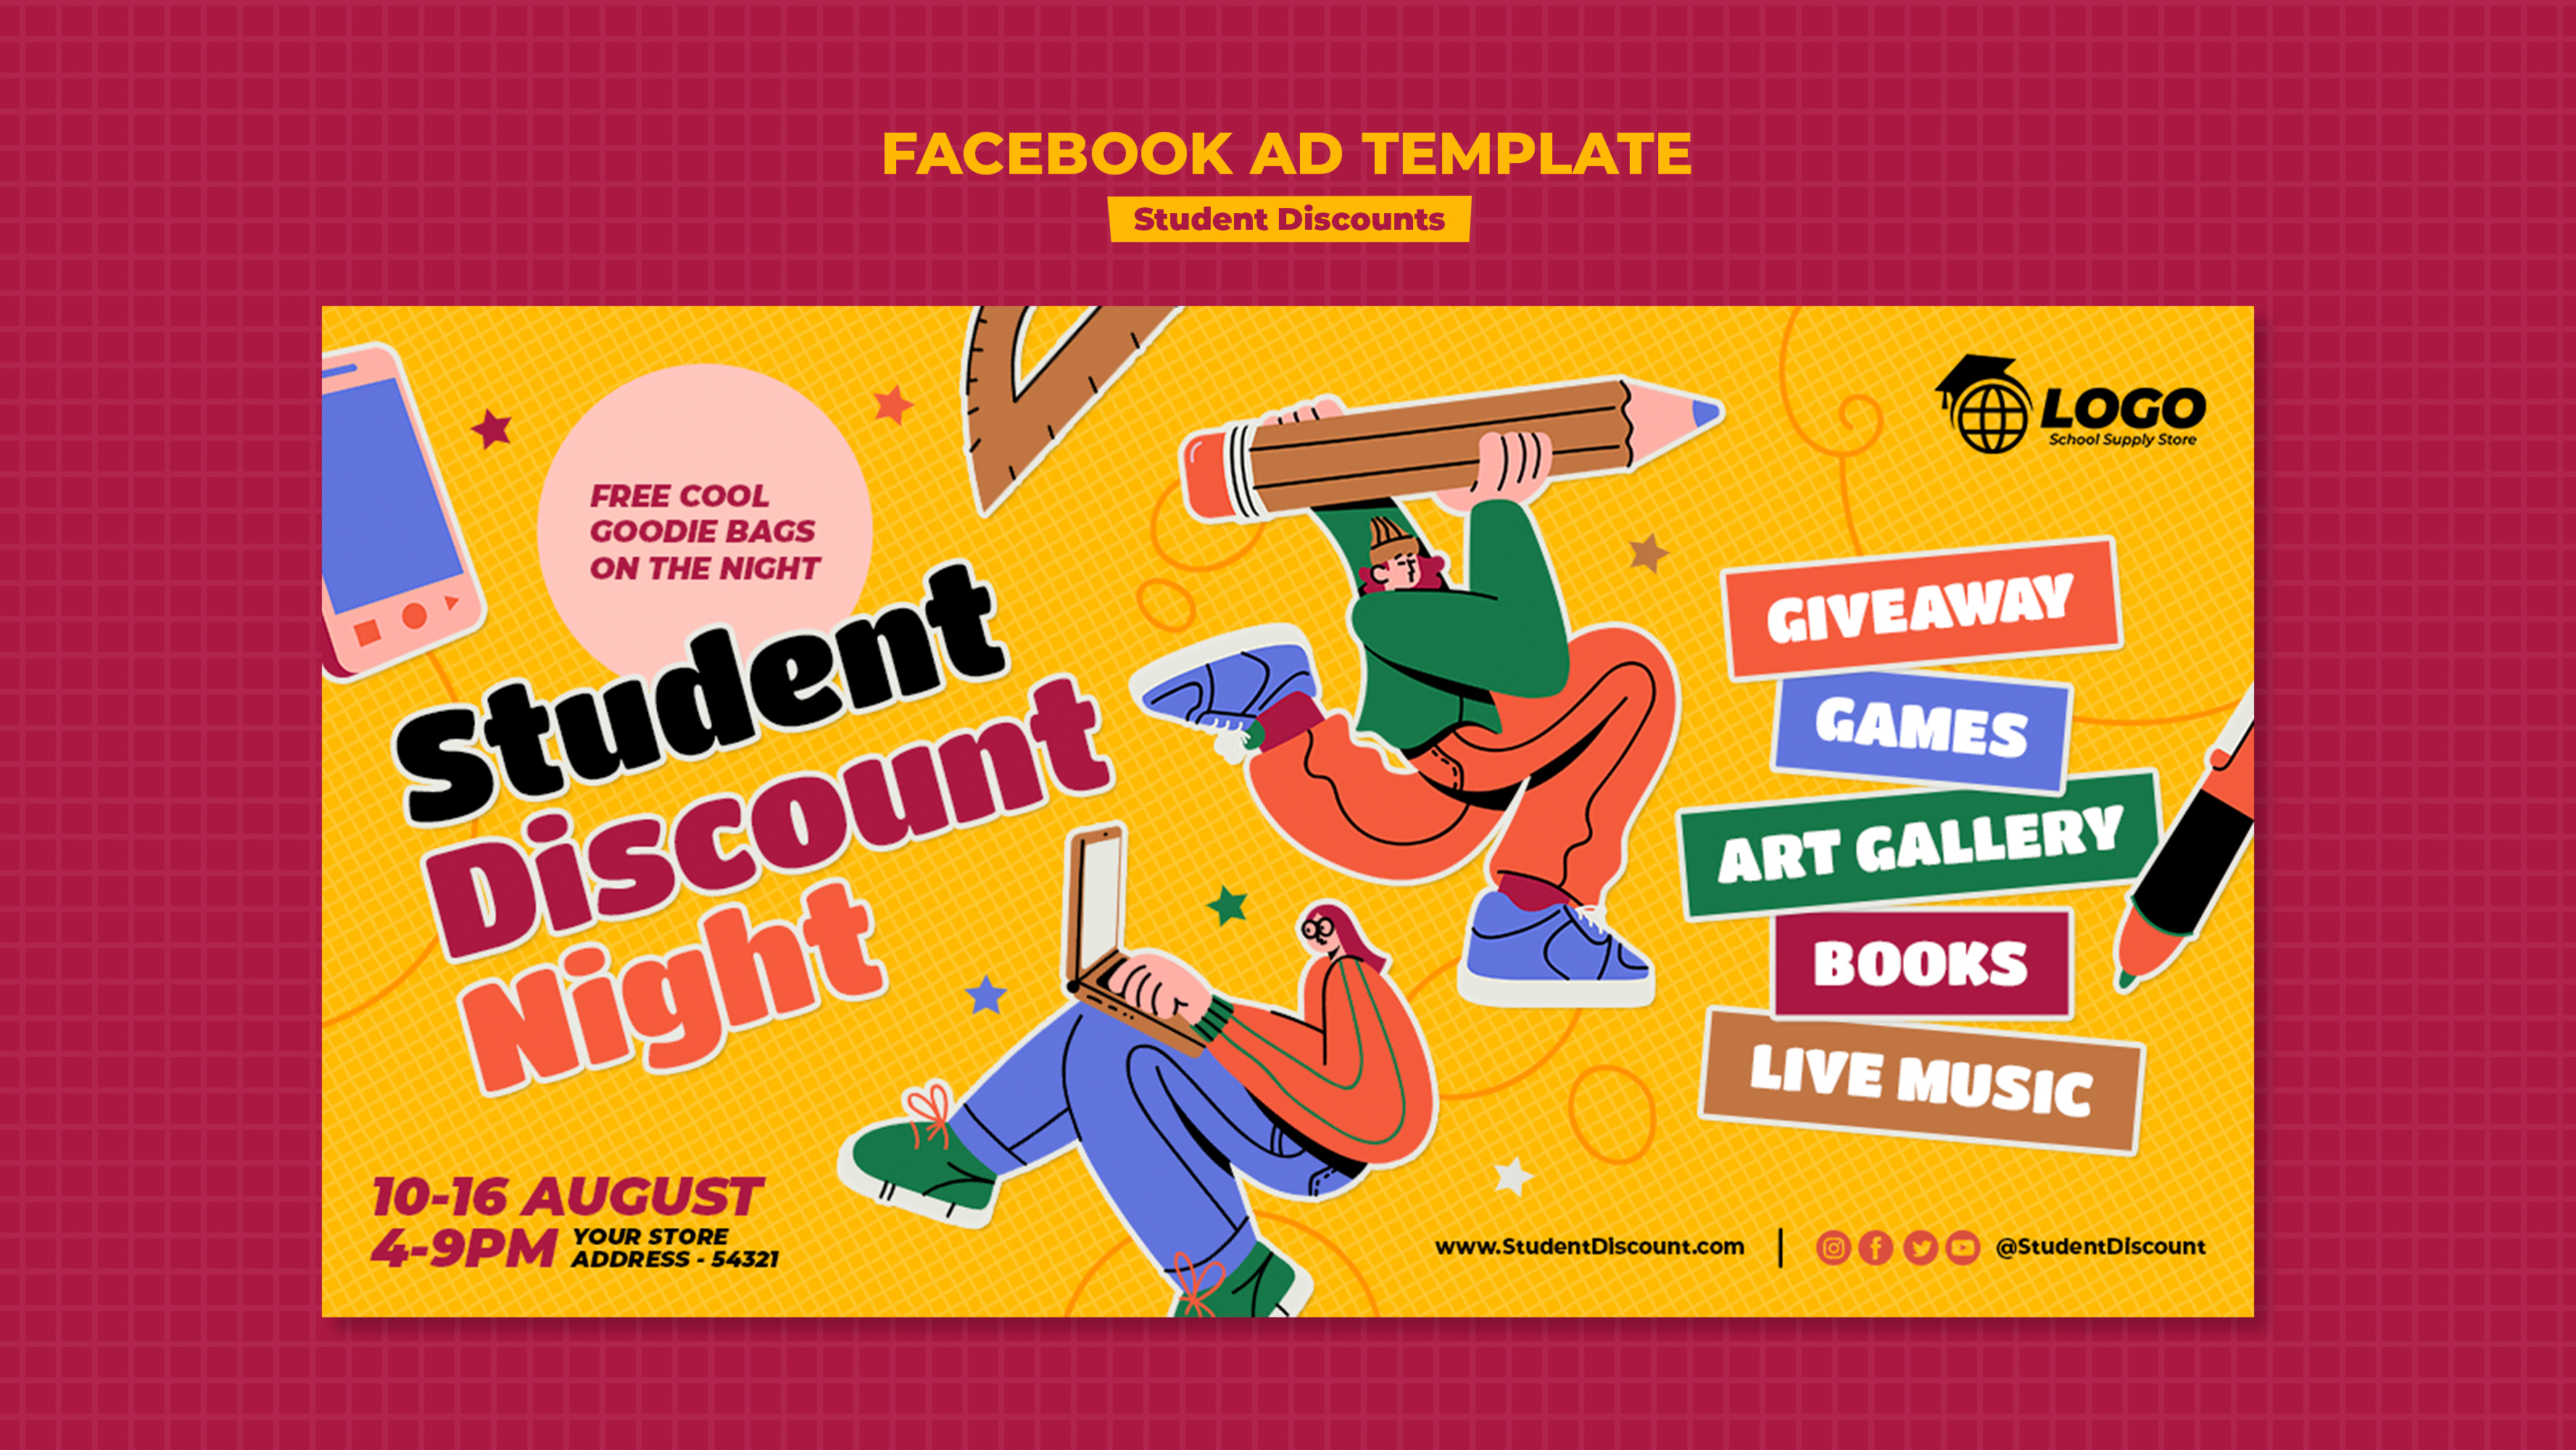 FACEBOOK AD TEMPLATE
Student Discounts
FREE COOL
GOODIE BAGS
ON THE NIGHT
Student
Discount
Night
10-16 AUGUST
4-9PM
YOUR STORE
ADDRESS - 54321
LOGO
School Supply Store
GIVEAWAY
GAMES
ART GALLERY
BOOKS
LIVE MUSIC
www.StudentDiscount.com
@StudentDiscount